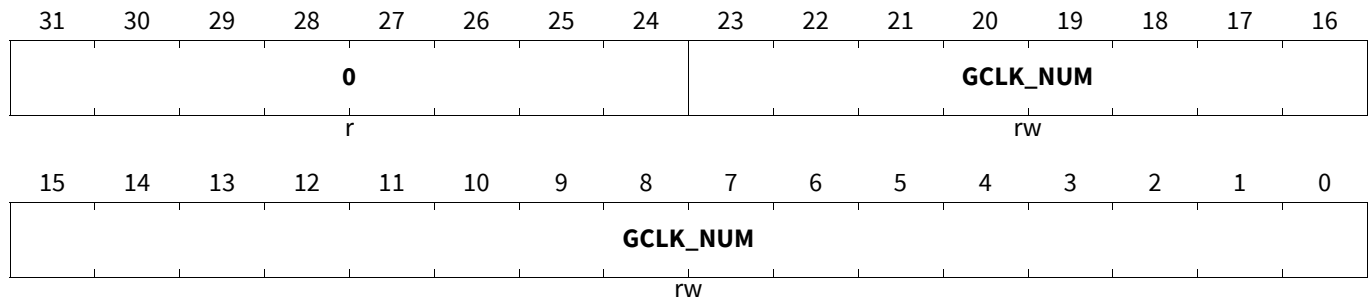 31 30 29 28 27 26 25 24 23 22 21 20 19 18 17 16
0 GCLK_NUM
r rw
15 14 13 12 11 10 9 8 7 6 5 4 3 2 1 0
GCLK_NUM
rw